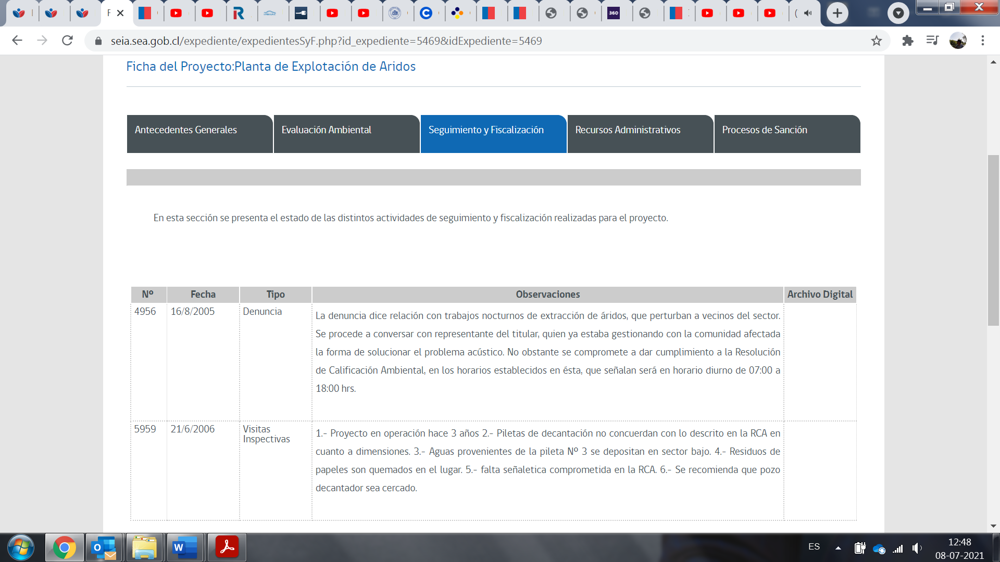 F
seia.sea.gob.cl/expediente/expedientesSyF.php?id_expediente=5469&idExpediente=5469
Ficha del Proyecto:Planta de Explotación de Aridos
Antecedentes Generales
Evaluación Ambiental
Seguimiento y Fiscalización
Recursos Administrativos
Procesos de Sanción
En esta sección se presenta el estado de las distintos actividades de seguimiento y fiscalización realizadas para el proyecto.
Nº Fecha Tipo Observaciones Archivo Digital
4956 16/8/2005 Denuncia
La denuncia dice relación con trabajos nocturnos de extracción de áridos, que perturban a vecinos del sector.
Se procede a conversar con representante del titular, quien ya estaba gestionando con la comunidad afectada
la forma de solucionar el problema acústico. No obstante se compromete a dar cumplimiento a la Resolución
de Calificación Ambiental, en los horarios establecidos en ésta, que señalan será en horario diurno de 07:00 a
18:00 hrs.
5959 21/6/2006 Visitas
Inspectivas
1.- Proyecto en operación hace 3 años 2.- Piletas de decantación no concuerdan con lo descrito en la RCA en
cuanto a dimensiones. 3.- Aguas provenientes de la pileta Nº 3 se depositan en sector bajo. 4.- Residuos de
papeles son quemados en el lugar. 5.- falta señaletica comprometida en la RCA. 6.- Se recomienda que pozo
decantador sea cercado.
ES
12:48
08-07-2021